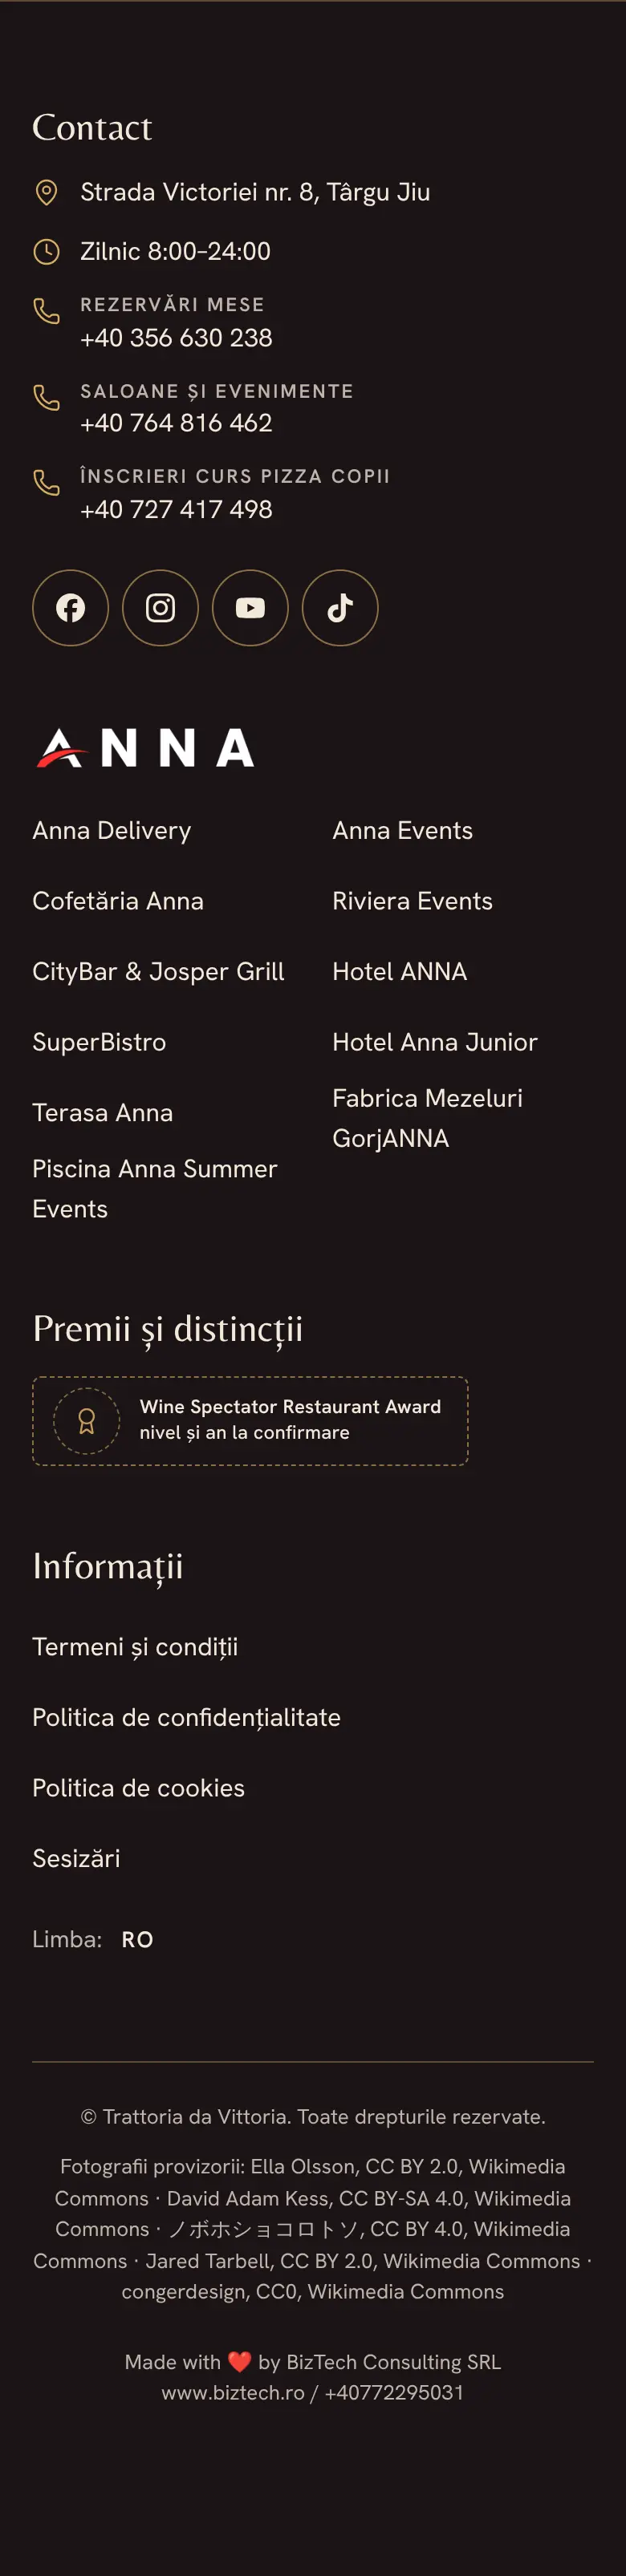 Contact
Strada Victoriei nr. 8, Târgu Jiu
Zilnic 8:00–24:00
REZERVĂRI MESE
+40 356 630 238
SALOANE ȘI EVENIMENTE
+40 764 816 462
ÎNSCRIERI CURS PIZZA COPII
+40 727 417 498
ANNA
Anna Delivery
Cofetăria Anna
CityBar & Josper Grill
SuperBistro
Terasa Anna
Piscina Anna Summer
Events
Anna Events
Riviera Events
Hotel ANNA
Hotel Anna Junior
Fabrica Mezeluri
GorjANNA
Premii și distincții
Wine Spectator Restaurant Award
nivel și an la confirmare
Informații
Termeni și condiții
Politica de confidențialitate
Politica de cookies
Sesizări
Limba: RO
© Trattoria da Vittoria. Toate drepturile rezervate.
Fotografii provizorii: Ella Olsson, CC BY 2.0, Wikimedia
Commons · David Adam Kess, CC BY-SA 4.0, Wikimedia
Commons · ノボホショコロトソ, CC BY 4.0, Wikimedia
Commons · Jared Tarbell, CC BY 2.0, Wikimedia Commons ·
congerdesign, CC0, Wikimedia Commons
Made with ❤️ by BizTech Consulting SRL
www.biztech.ro / +40772295031